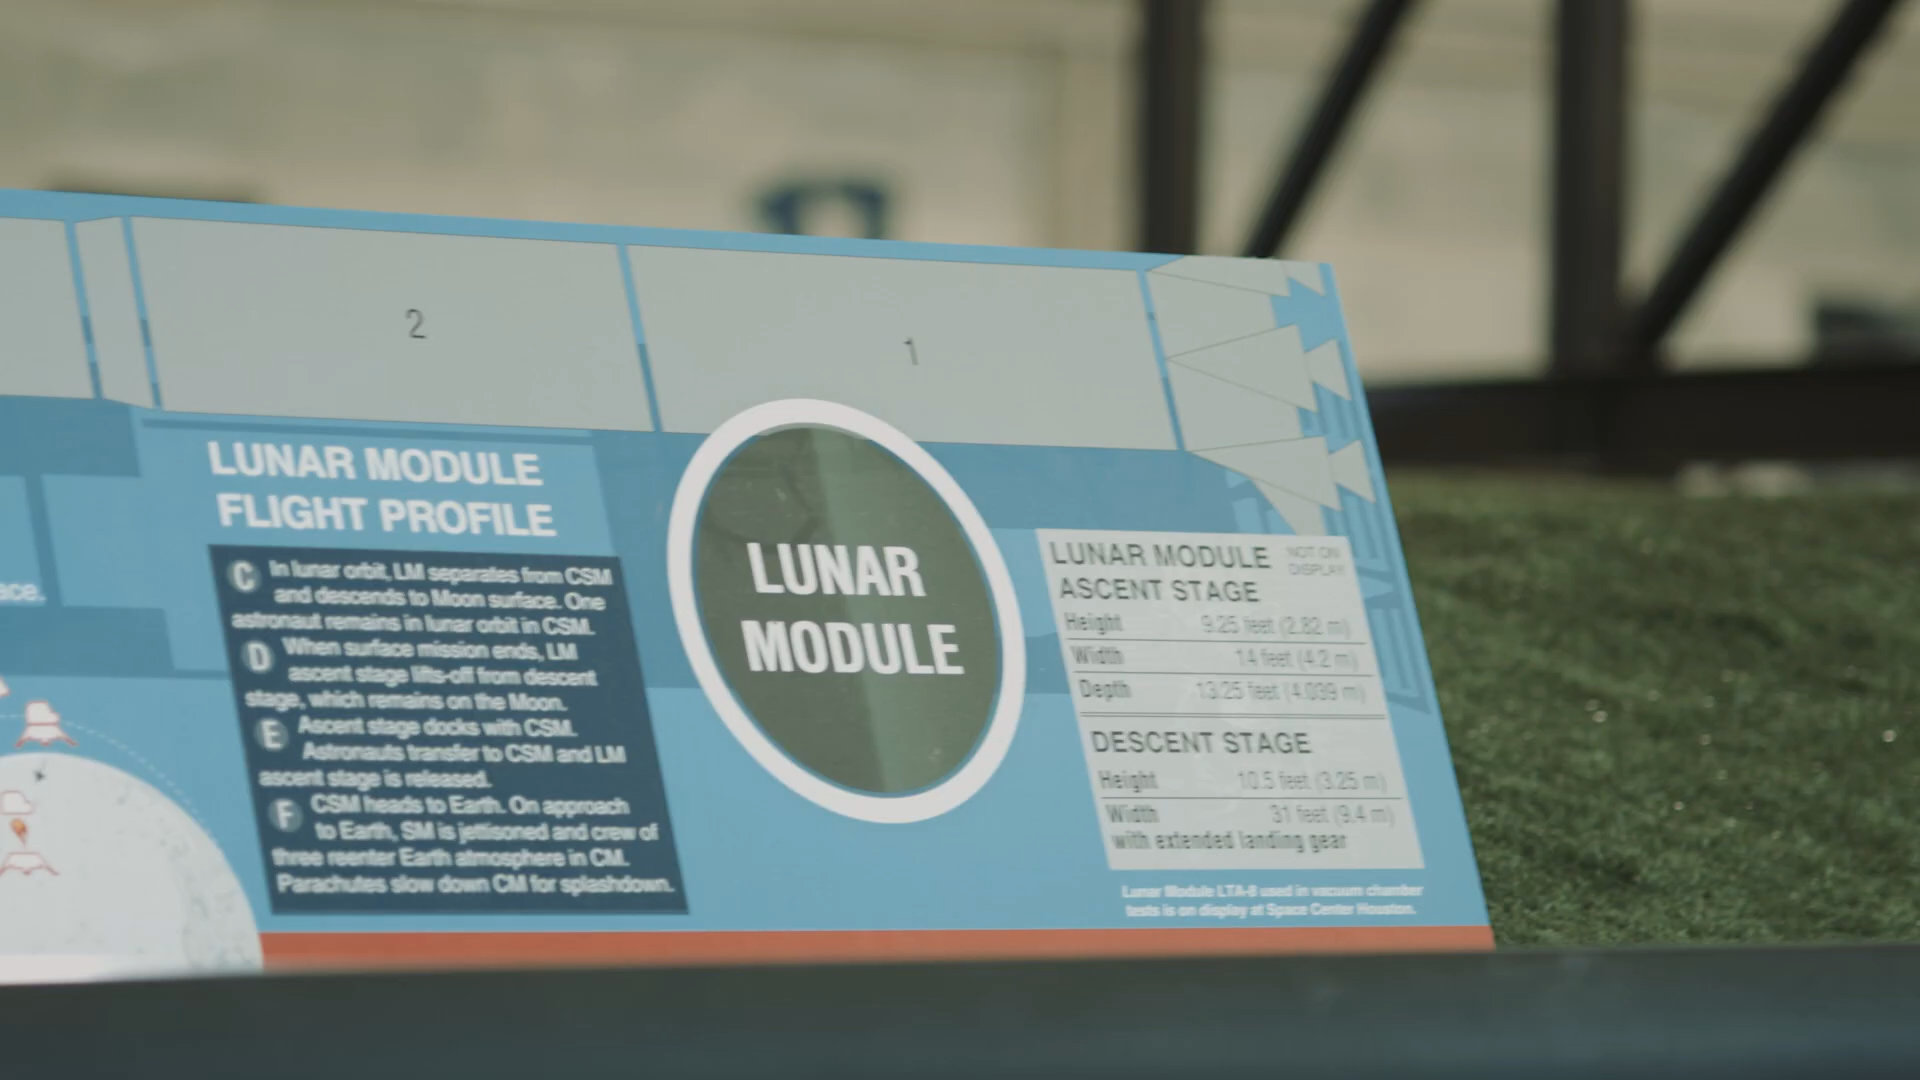 2
1
ace.
LUNAR MODULE
FLIGHT PROFILE
C In lunar orbit, LM separates from CSM
and descends to Moon surface. One
astronaut remains in lunar orbit in CSM.
D When surface mission ends, LM
ascent stage lifts-off from descent
stage, which remains on the Moon.
E Ascent stage docks with CSM.
Astronauts transfer to CSM and LM
ascent stage is released.
F CSM heads to Earth. On approach
to Earth, SM is jettisoned and crew of
three reenter Earth atmosphere in CM.
Parachutes slow down CM for splashdown.
LUNAR
MODULE
LUNAR MODULE
ASCENT STAGE
NOT ON
DISPLAY
Height 9.25 feet (2.82 m)
Width 14 feet (4.2 m)
Depth 13.25 feet (4.039 m)
DESCENT STAGE
Height 10.5 feet (3.25 m)
Width 31 feet (9.4 m)
with extended landing gear
Lunar Module LTA-8 used in vacuum chamber
tests is on display at Space Center Houston.